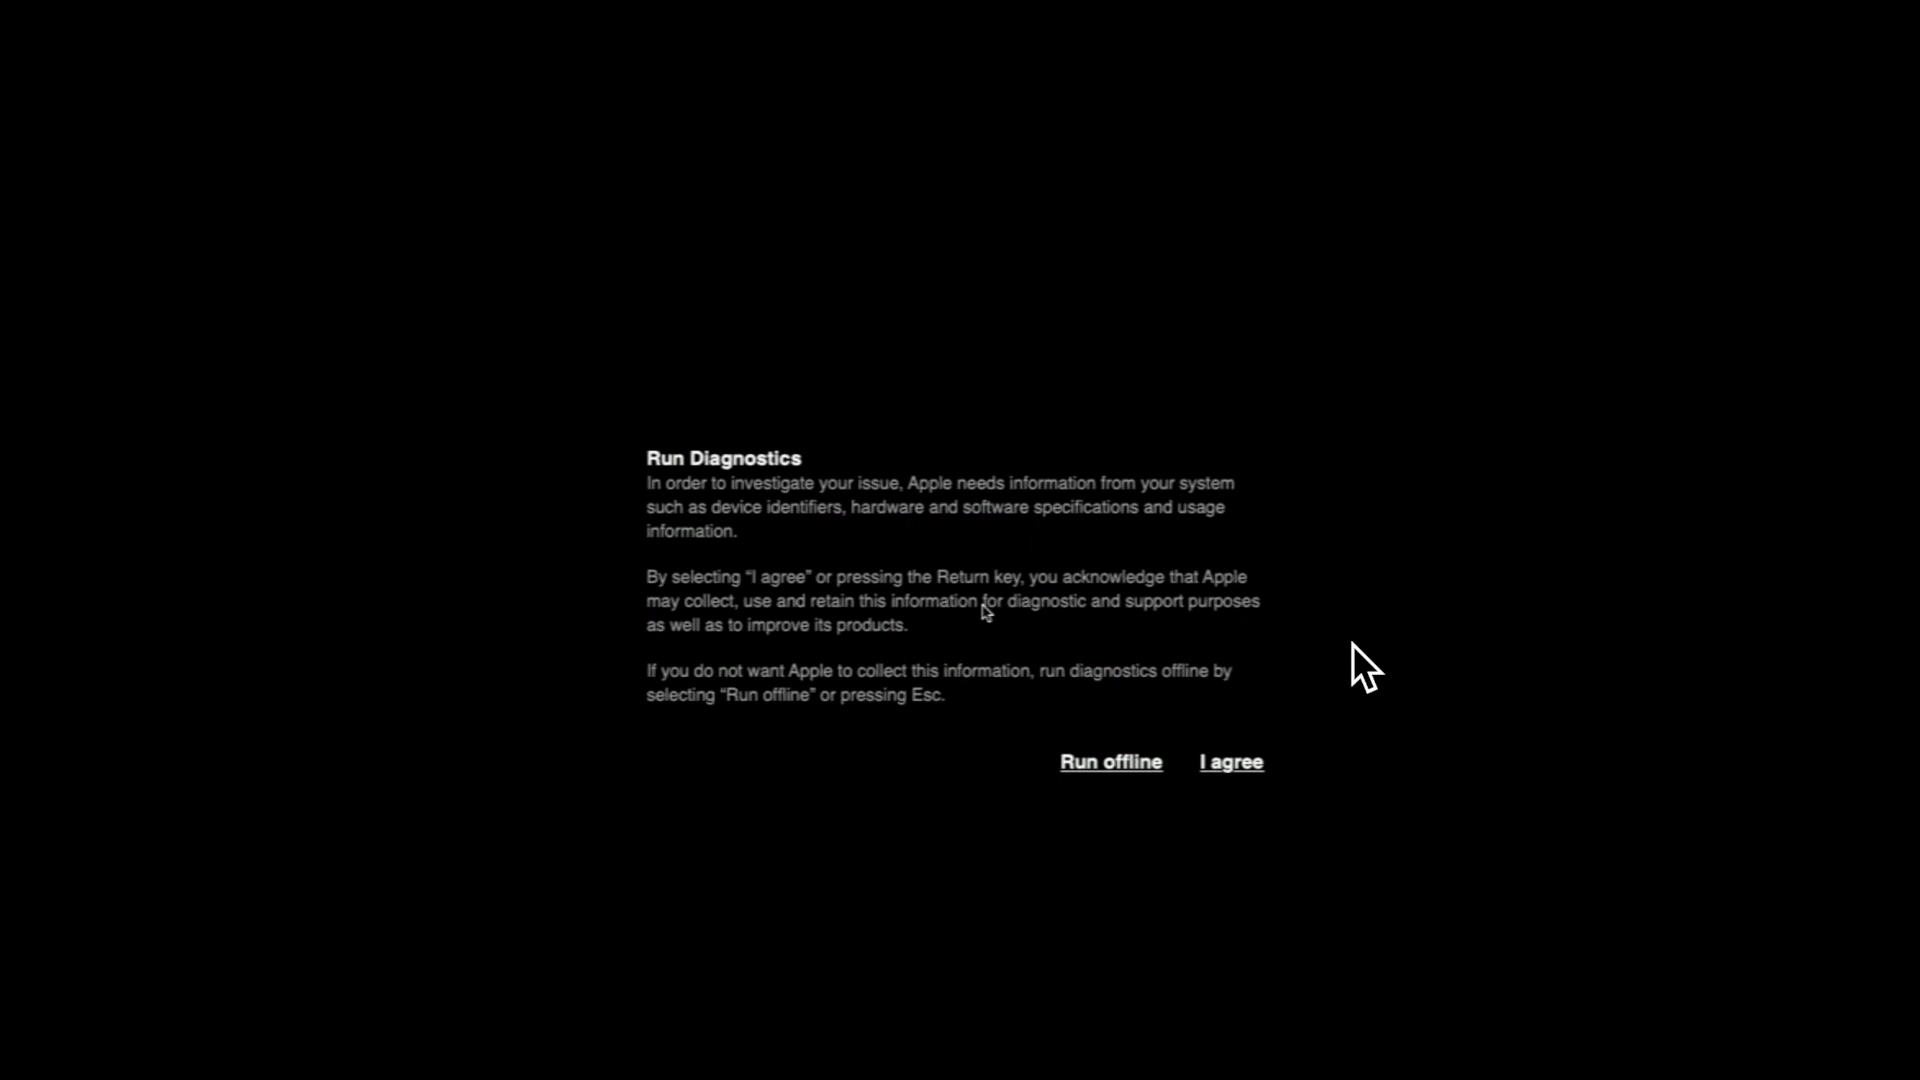 Run Diagnostics
In order to investigate your issue, Apple needs information from your system
such as device identifiers, hardware and software specifications and usage
information.
By selecting “I agree” or pressing the Return key, you acknowledge that Apple
may collect, use and retain this information for diagnostic and support purposes
as well as to improve its products.
If you do not want Apple to collect this information, run diagnostics offline by
selecting “Run offline” or pressing Esc.
Run offline I agree